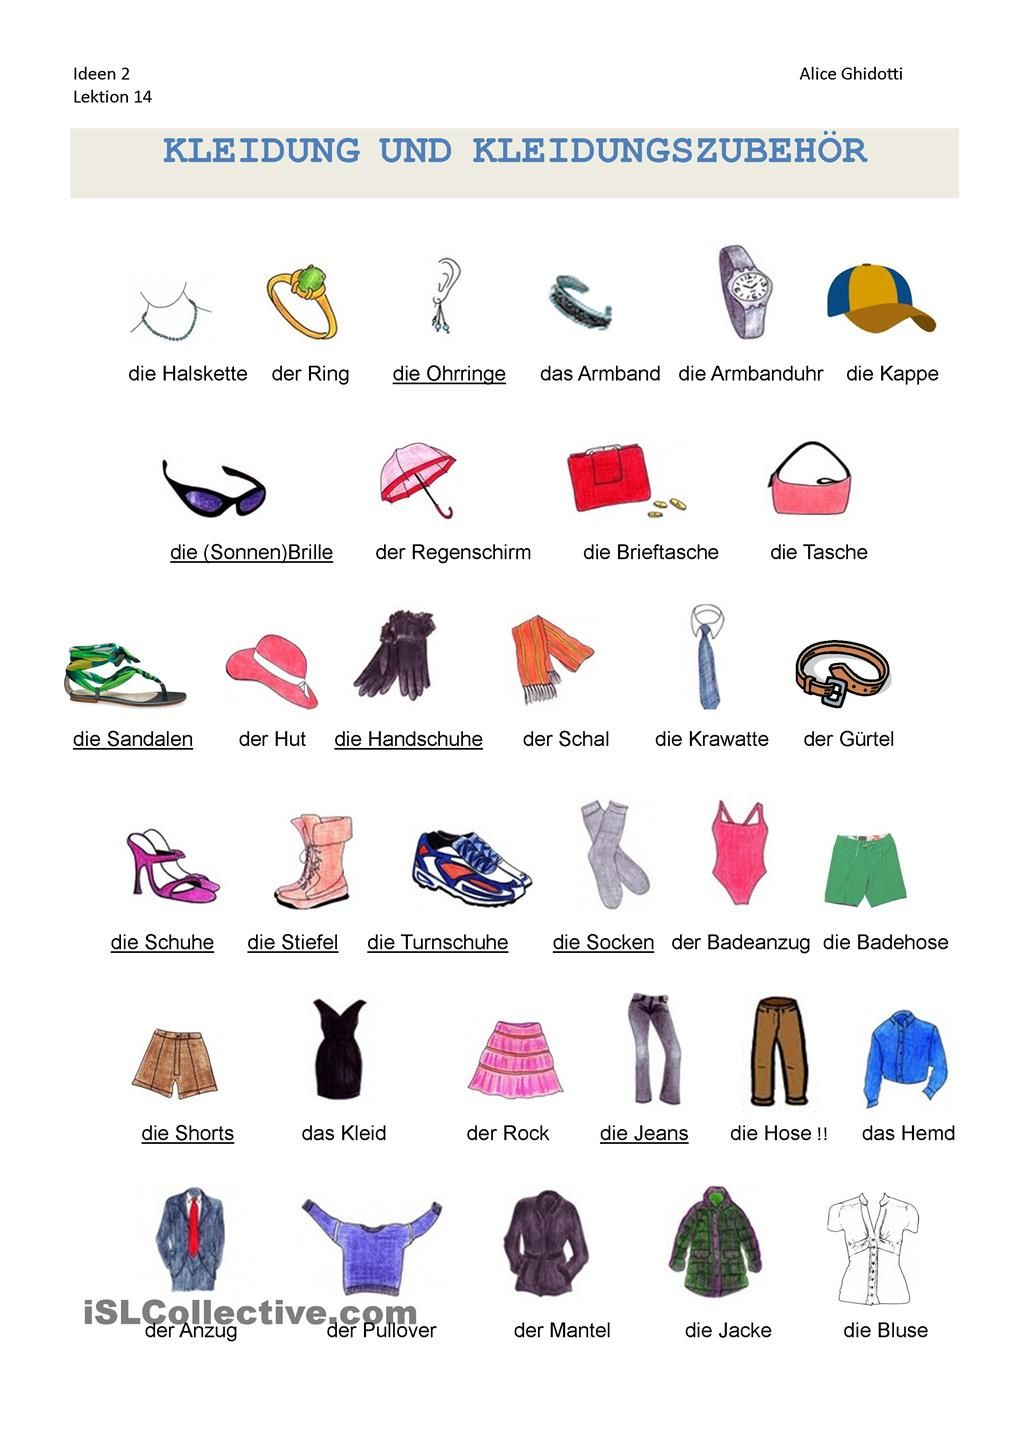 Ideen 2
Alice Ghidotti
Lektion 14
KLEIDUNG UND KLEIDUNGSZUBEHÖR
die Halskette der Ring die Ohrringe das Armband die Armbanduhr die Kappe
die (Sonnen)Brille der Regenschirm die Brieftasche die Tasche
die Sandalen der Hut die Handschuhe der Schal die Krawatte der Gürtel
die Schuhe die Stiefel die Turnschuhe die Socken der Badeanzug die Badehose
die Shorts das Kleid der Rock die Jeans die Hose !! das Hemd
iSLCollective.com
der Anzug der Pullover der Mantel die Jacke die Bluse